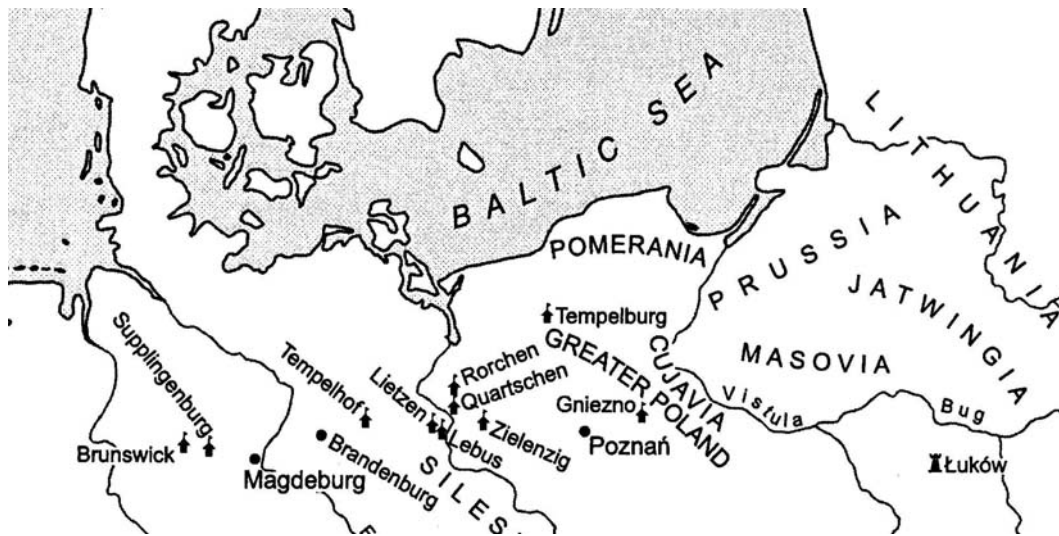 BALTIC SEA
LITHUANIA
POMERANIA
PRUSSIA
JATWINGIA
Tempelburg
GREATER POLAND
CUJAVIA
MASOVIA
Supplingenburg
Tempelhof
Lietzen
Rorchen
Quartschen
Gniezno
Vistula
Bug
Brunswick
Magdeburg
Brandenburg
Lebus
Zielenzig
Poznań
Łuków
SILES